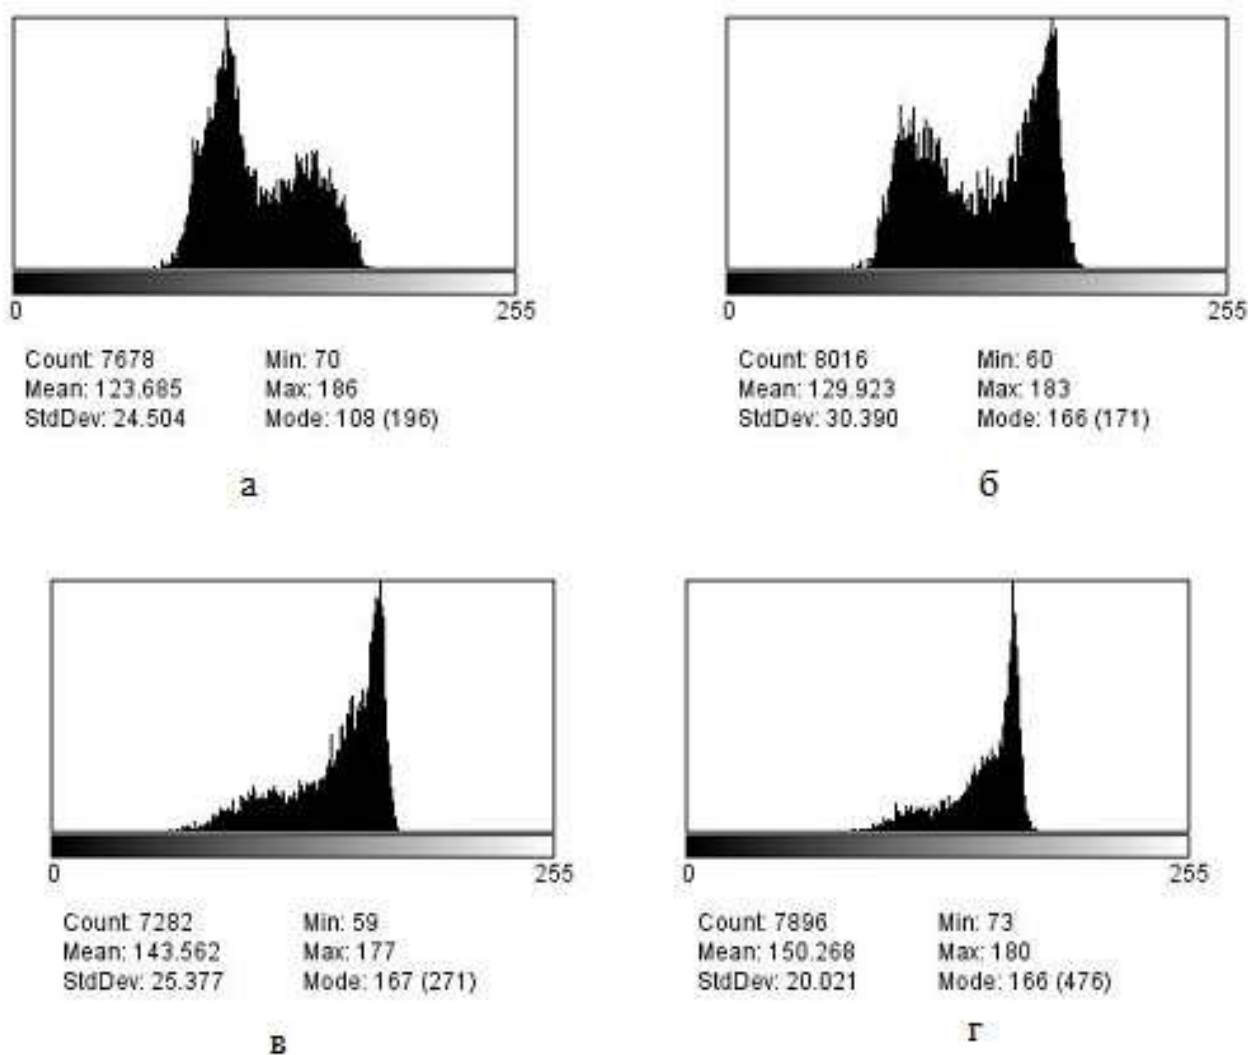 0 255
Count: 7678 Min: 70
Mean: 123.685 Max: 186
StdDev: 24.504 Mode: 108 (196)
а
0 255
Count: 8016 Min: 60
Mean: 129.923 Max: 183
StdDev: 30.390 Mode: 166 (171)
б
0 255
Count: 7282 Min: 59
Mean: 143.562 Max: 177
StdDev: 25.377 Mode: 167 (271)
в
0 255
Count: 7896 Min: 73
Mean: 150.268 Max: 180
StdDev: 20.021 Mode: 166 (476)
г